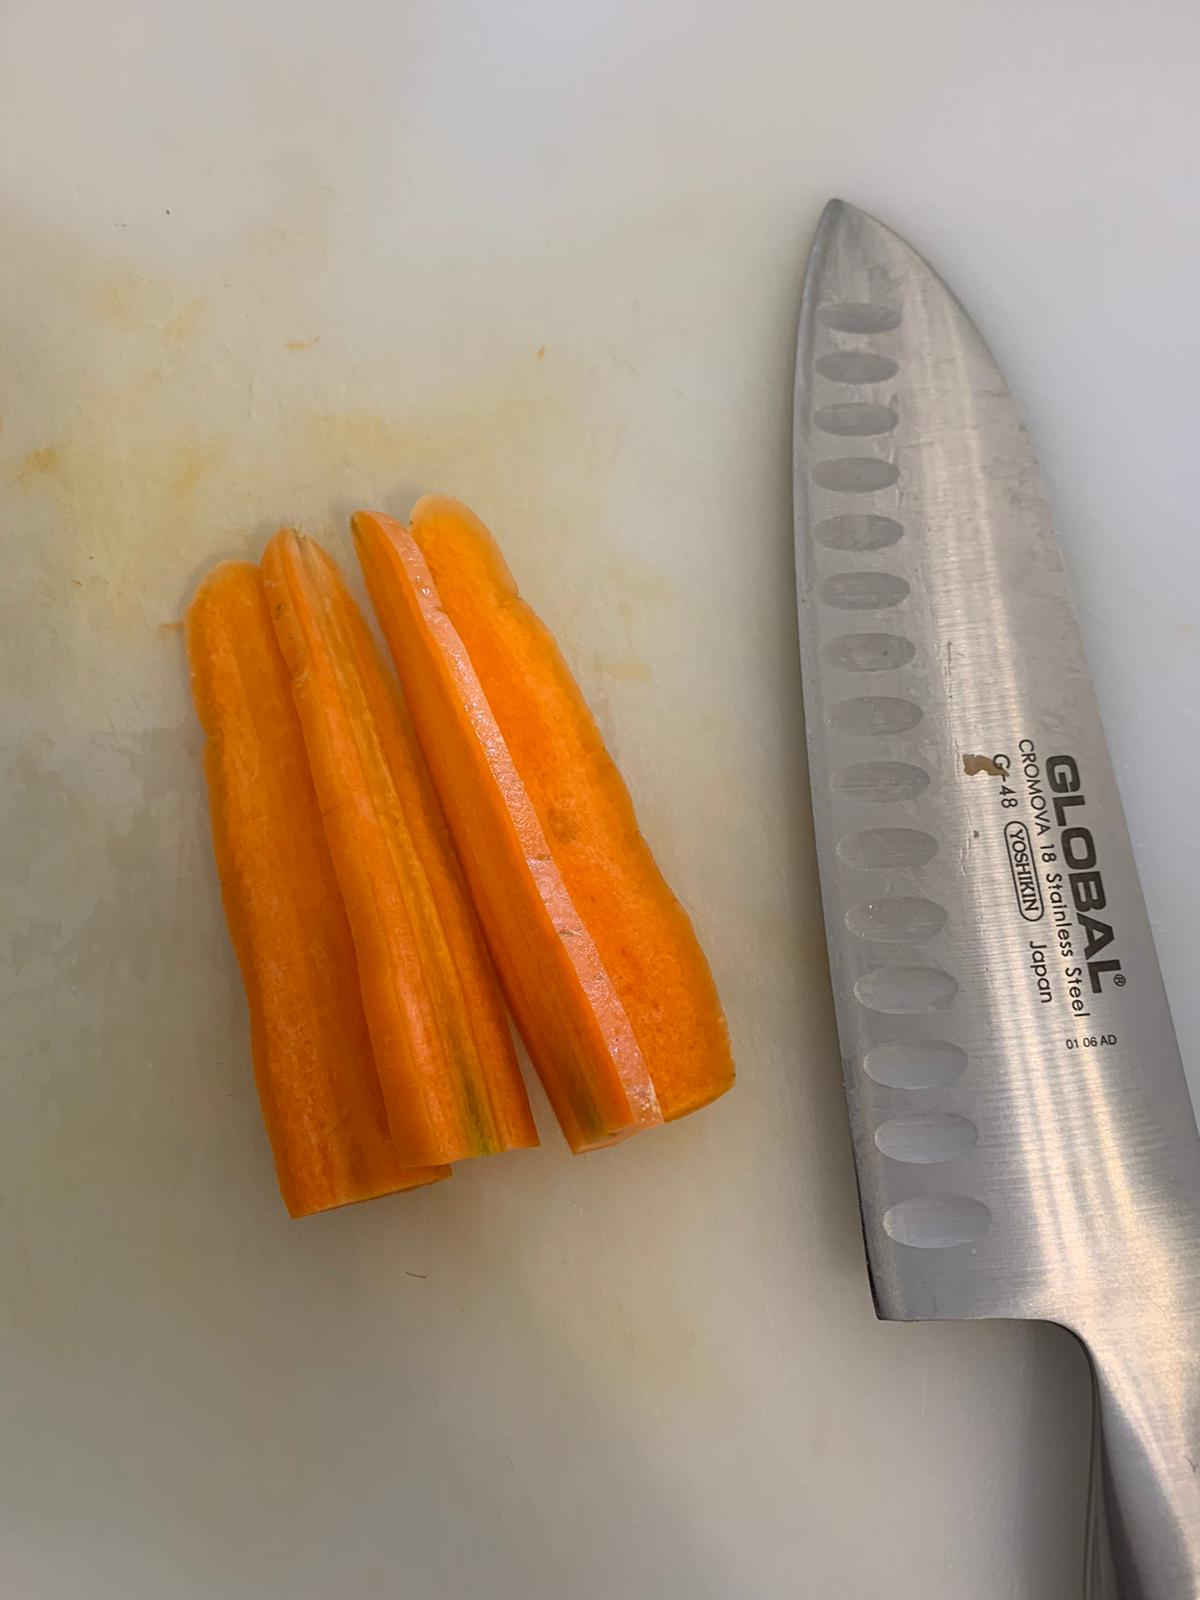 GLOBAL®
CROMOVA 18 Stainless Steel
G-48 YOSHIKIN Japan
01 06 AD